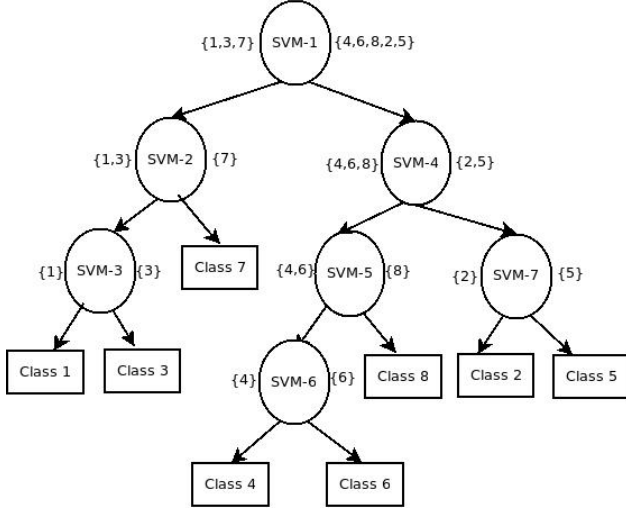 {1,3,7} SVM-1 {4,6,8,2,5}
{1,3} SVM-2 {7} {4,6,8} SVM-4 {2,5}
{1} SVM-3 {3} Class 7 {4,6} SVM-5 {8} {2} SVM-7 {5}
Class 1 Class 3 {4} SVM-6 {6} Class 8 Class 2 Class 5
Class 4 Class 6